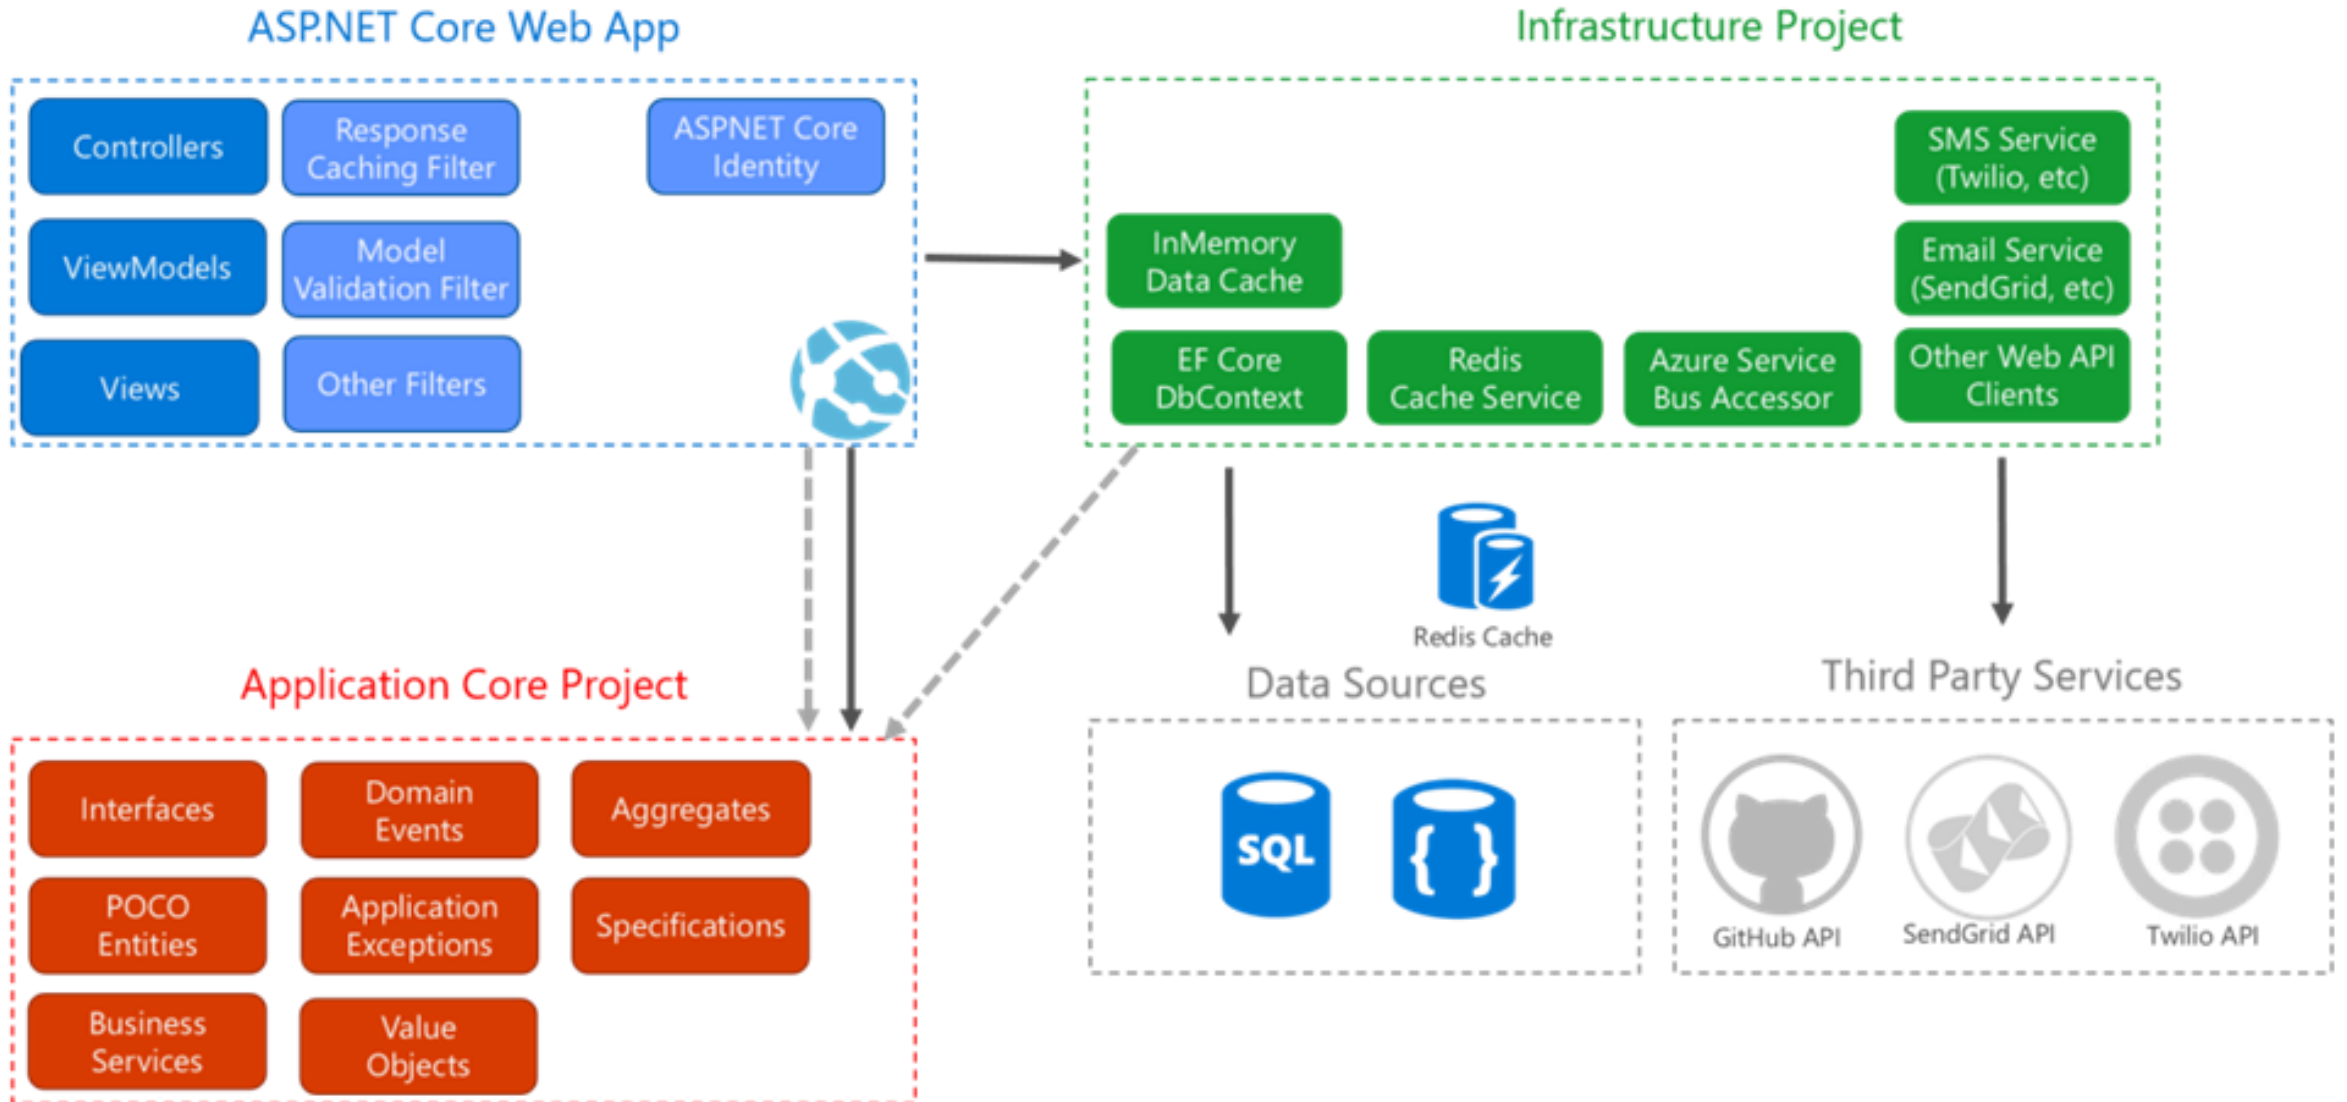 ASP.NET Core Web App
Controllers
Response
Caching Filter
ASPNET Core
Identity
ViewModels
Model
Validation Filter
Views
Other Filters
Infrastructure Project
SMS Service
(Twilio, etc)
InMemory
Data Cache
Email Service
(SendGrid, etc)
EF Core
DbContext
Redis
Cache Service
Azure Service
Bus Accessor
Other Web API
Clients
Redis Cache
Application Core Project
Interfaces
Domain
Events
Aggregates
POCO
Entities
Application
Exceptions
Specifications
Business
Services
Value
Objects
Data Sources
SQL
{ }
Third Party Services
GitHub API
SendGrid API
Twilio API